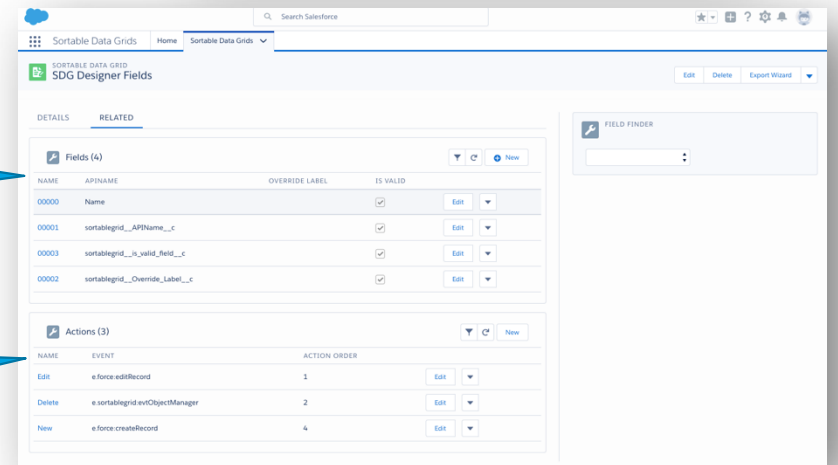 Search Salesforce
Sortable Data Grids Home Sortable Data Grids
SORTABLE DATA GRID
SDG Designer Fields
Edit Delete Export Wizard
DETAILS RELATED
FIELD FINDER
Fields (4) New
NAME APINAME OVERRIDE LABEL IS VALID
00000 Name Edit
00001 sortablegrid__APIName__c Edit
00003 sortablegrid__is_valid_field__c Edit
00002 sortablegrid__Override_Label__c Edit
Actions (3) New
NAME EVENT ACTION ORDER
Edit e.force:editRecord 1 Edit
Delete e.sortablegrid:evtObjectManager 2 Edit
New e.force:createRecord 4 Edit